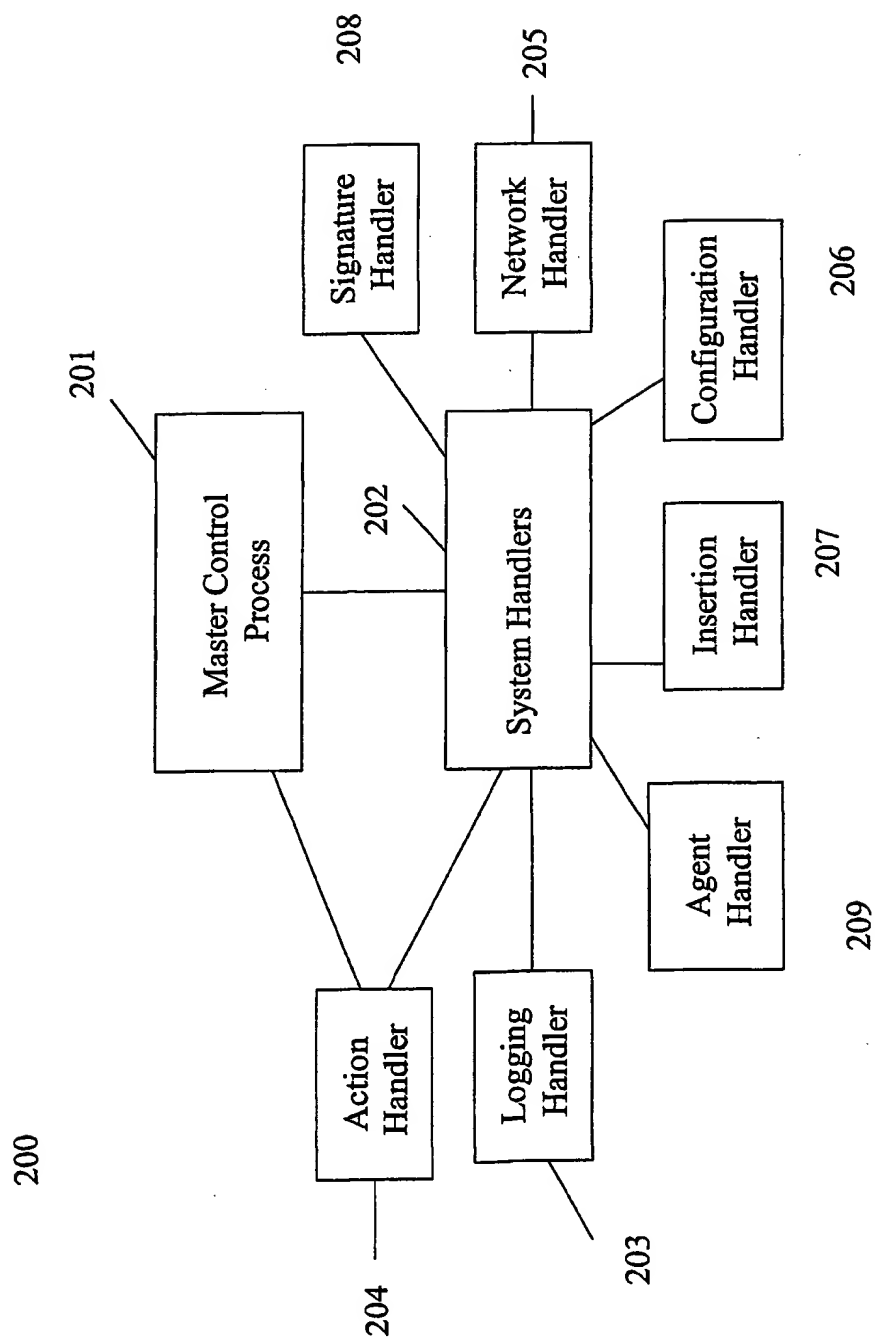 200
201
Master Control
Process
208
Signature
Handler
204
Action
Handler
202
System Handlers
205
Network
Handler
203
Logging
Handler
209
Agent
Handler
207
Insertion
Handler
206
Configuration
Handler